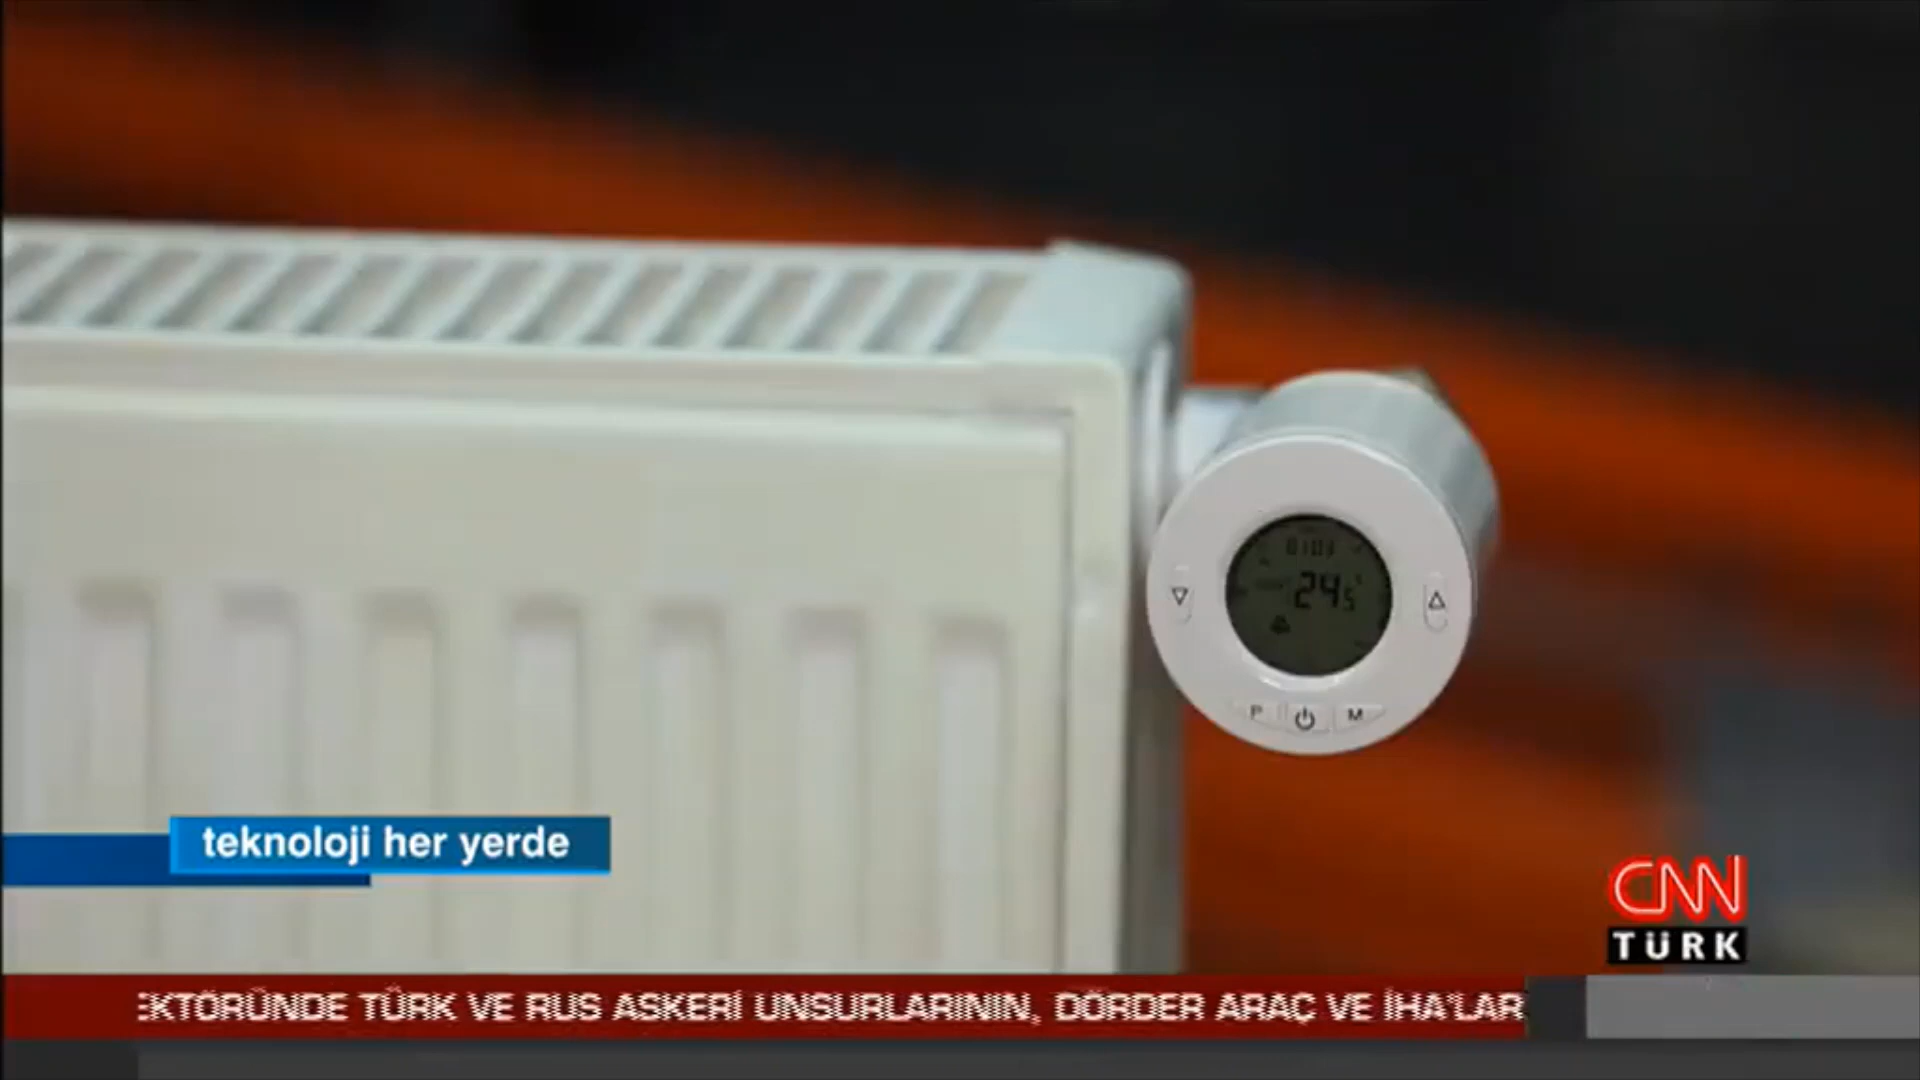 24.5
P M
teknoloji her yerde
CNN
TÜRK
EKTÖRÜNDE TÜRK VE RUS ASKERİ UNSURLARININ, DÖRDER ARAÇ VE İHA'LAR